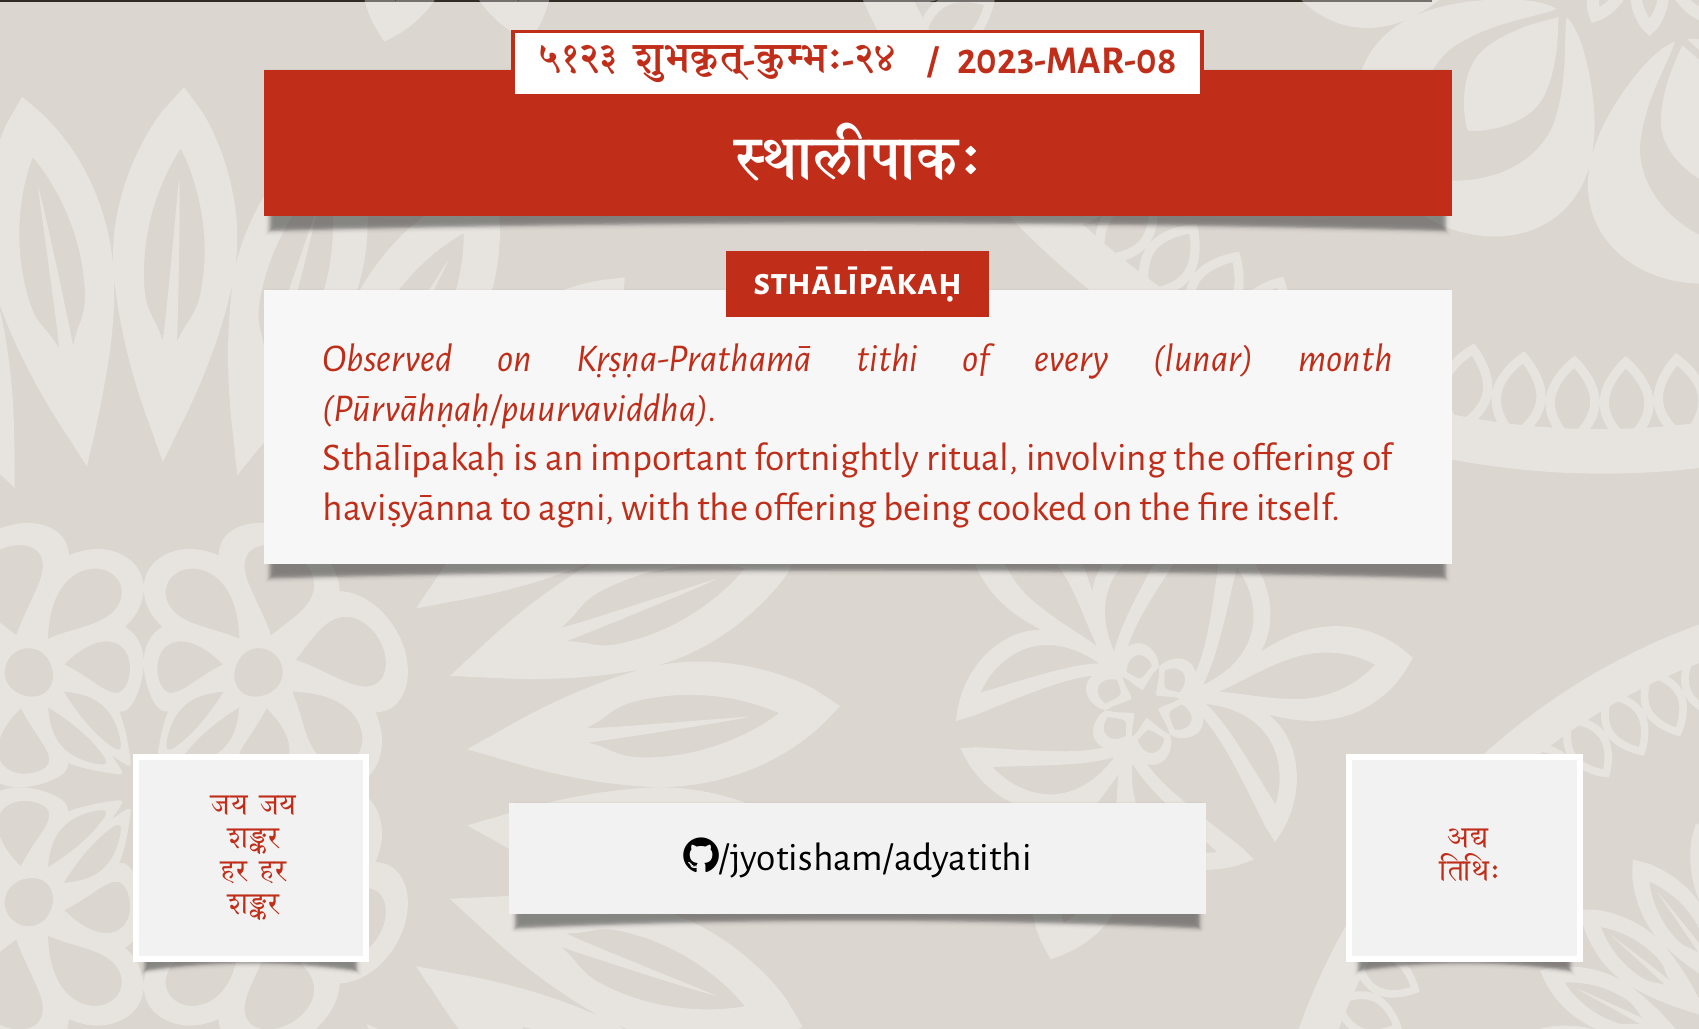 ५१२३ शुभकृत्-कुम्भः-२४ / 2023-MAR-08
स्थालीपाकः
STHĀLĪPĀKAḤ
Observed on Kṛṣṇa-Prathamā tithi of every (lunar) month
(Pūrvāhṇaḥ/puurvaviddha).
Sthālīpakaḥ is an important fortnightly ritual, involving the offering of
haviṣyānna to agni, with the offering being cooked on the fire itself.
जय जय
शङ्कर
हर हर
शङ्कर
/jyotisham/adyatithi
अद्य
तिथिः